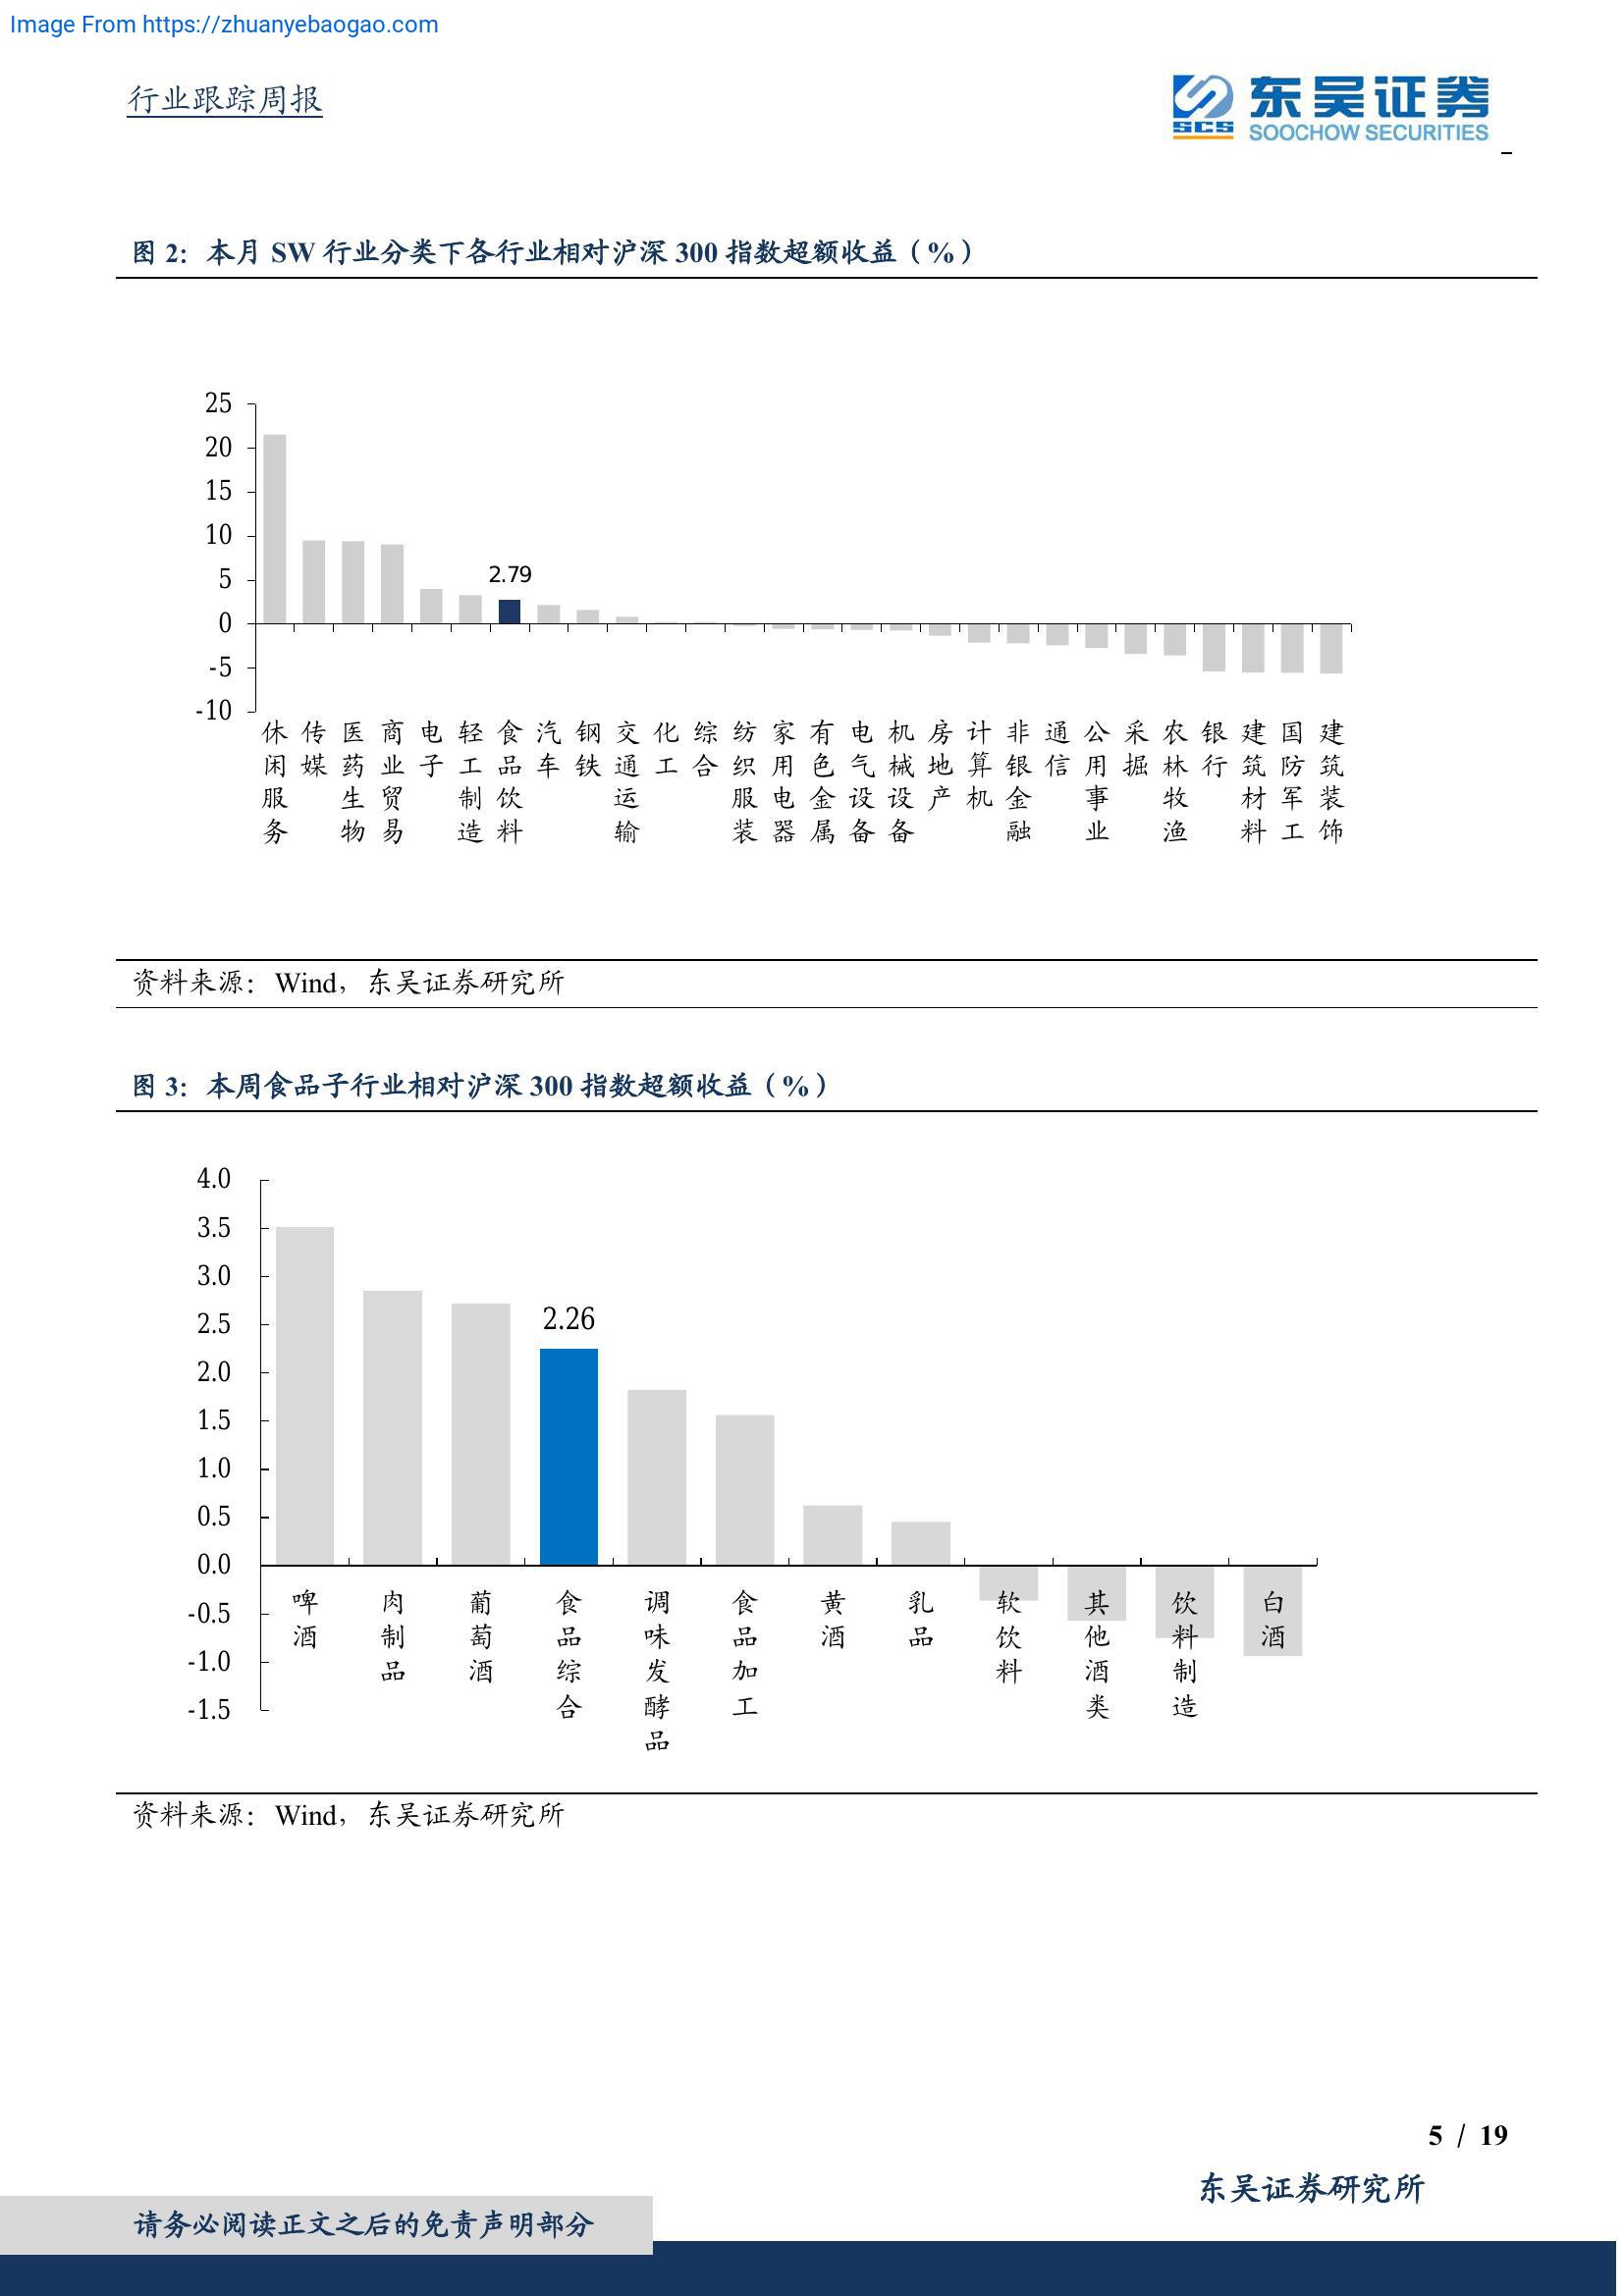 Image From https://zhuanyebaogao.com
行业跟踪周报
东吴证券
SCS
SOOCHOW SECURITIES
图 2：本月 SW 行业分类下各行业相对沪深 300 指数超额收益（%）
25
20
15
10
5
0
-5
-10
2.79
休闲服务
传媒
医药生物
商业贸易
电子
轻工制造
食品饮料
汽车
钢铁
交通运输
化工
综合
纺织服装
家用电器
有色金属
电气设备
机械设备
房地产
计算机
非银金融
通信
公用事业
采掘
农林牧渔
银行
建筑材料
国防军工
建筑装饰
资料来源：Wind，东吴证券研究所
图 3：本周食品子行业相对沪深 300 指数超额收益（%）
4.0
3.5
3.0
2.5
2.0
1.5
1.0
0.5
0.0
-0.5
-1.0
-1.5
2.26
啤酒
肉制品
葡萄酒
食品综合
调味发酵品
食品加工
黄酒
乳品
软饮料
其他酒类
饮料制造
白酒
资料来源：Wind，东吴证券研究所
5 / 19
东吴证券研究所
请务必阅读正文之后的免责声明部分